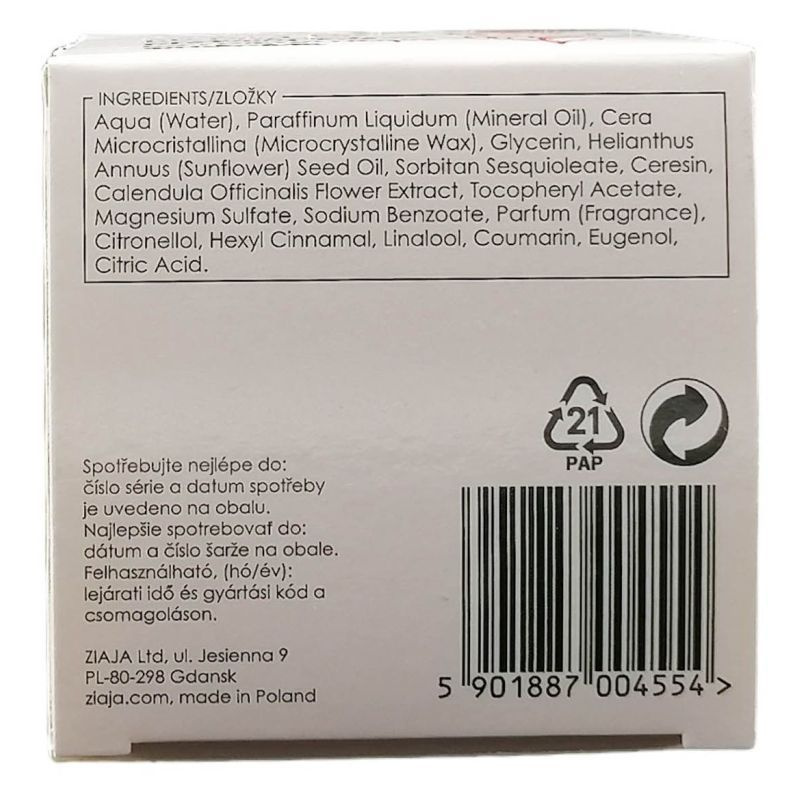 INGREDIENTS/ZLOŽKY
Aqua (Water), Paraffinum Liquidum (Mineral Oil), Cera
Microcristallina (Microcrystalline Wax), Glycerin, Helianthus
Annuus (Sunflower) Seed Oil, Sorbitan Sesquioleate, Ceresin,
Calendula Officinalis Flower Extract, Tocopheryl Acetate,
Magnesium Sulfate, Sodium Benzoate, Parfum (Fragrance),
Citronellol, Hexyl Cinnamal, Linalool, Coumarin, Eugenol,
Citric Acid.
21
PAP
Spotřebujte nejlépe do:
číslo série a datum spotřeby
je uvedeno na obalu.
Najlepšie spotrebovať do:
dátum a číslo šarže na obale.
Felhasználható, (hó/év):
lejárati idő és gyártási kód a
csomagoláson.
ZIAJA Ltd, ul. Jesienna 9
PL-80-298 Gdansk
ziaja.com, made in Poland
5 901887 004554 >